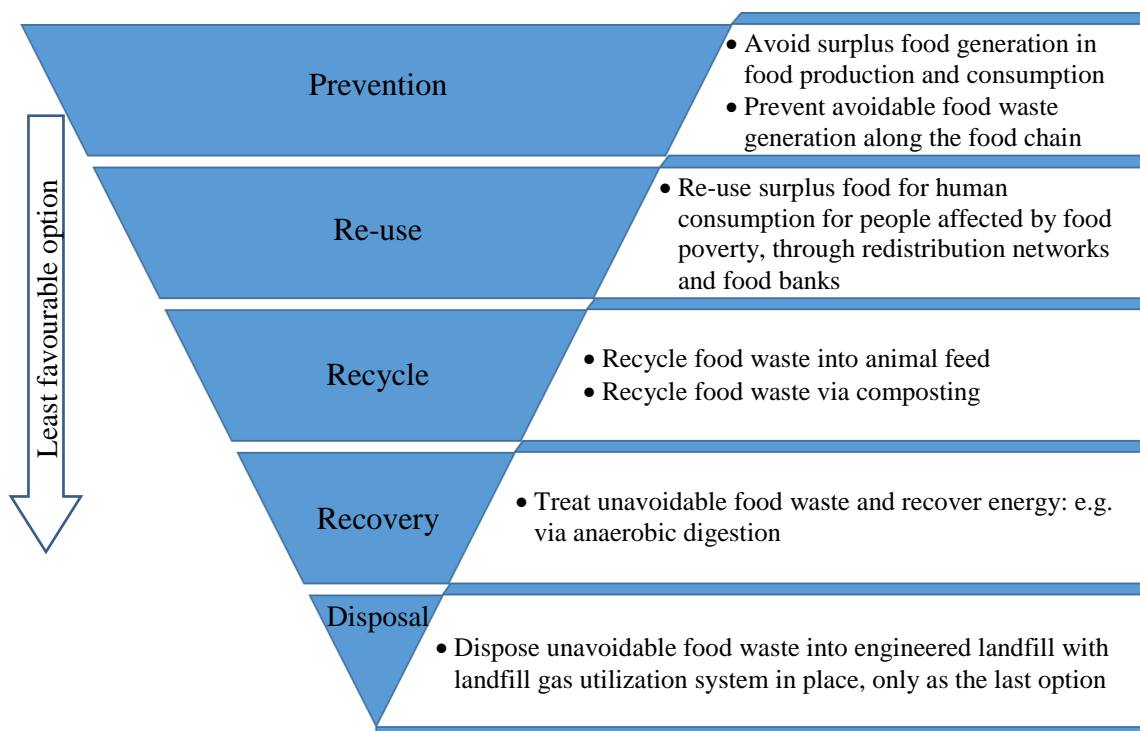 Least favourable option
Prevention
• Avoid surplus food generation in
food production and consumption
• Prevent avoidable food waste
generation along the food chain
Re-use
• Re-use surplus food for human
consumption for people affected by food
poverty, through redistribution networks
and food banks
Recycle
• Recycle food waste into animal feed
• Recycle food waste via composting
Recovery
• Treat unavoidable food waste and recover energy: e.g.
via anaerobic digestion
Disposal
• Dispose unavoidable food waste into engineered landfill with
landfill gas utilization system in place, only as the last option